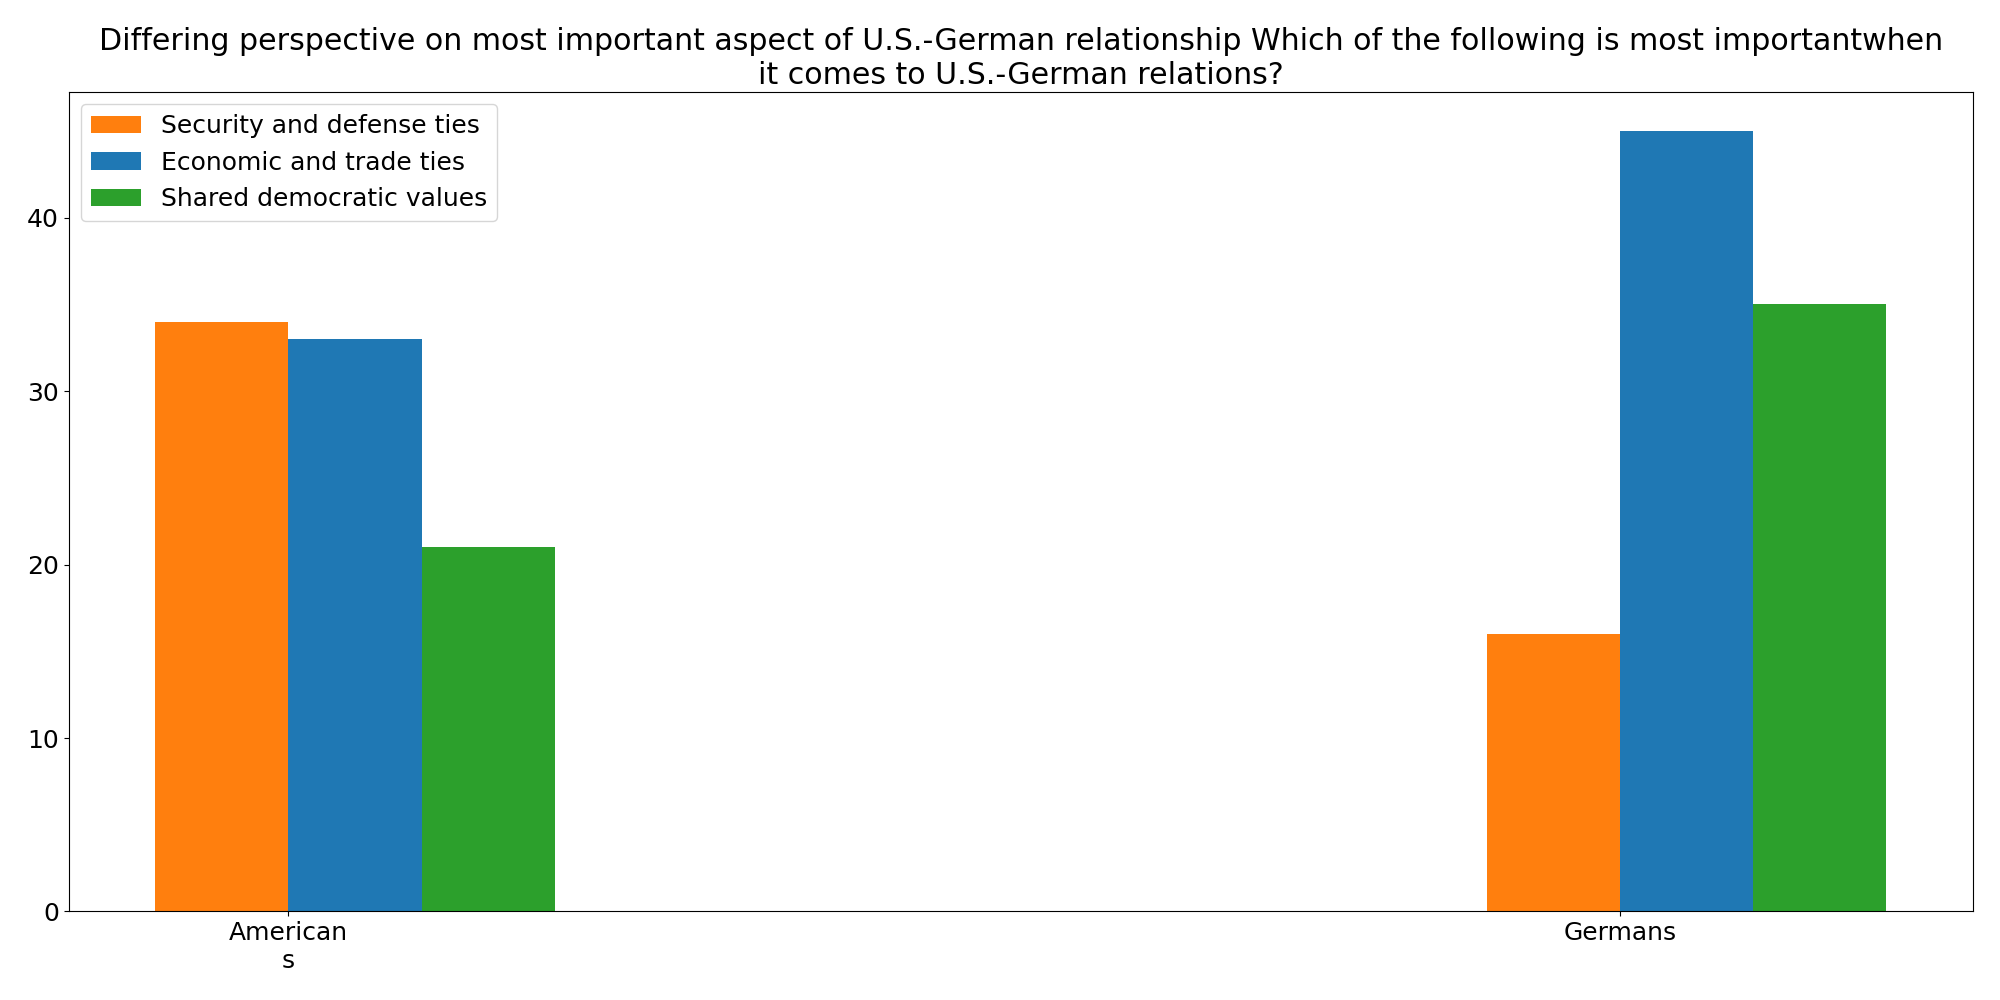 Differing perspective on most important aspect of U.S.-German relationship Which of the following is most importantwhen
it comes to U.S.-German relations?
Security and defense ties
Economic and trade ties
Shared democratic values
40
30
20
10
0
American
s
Germans